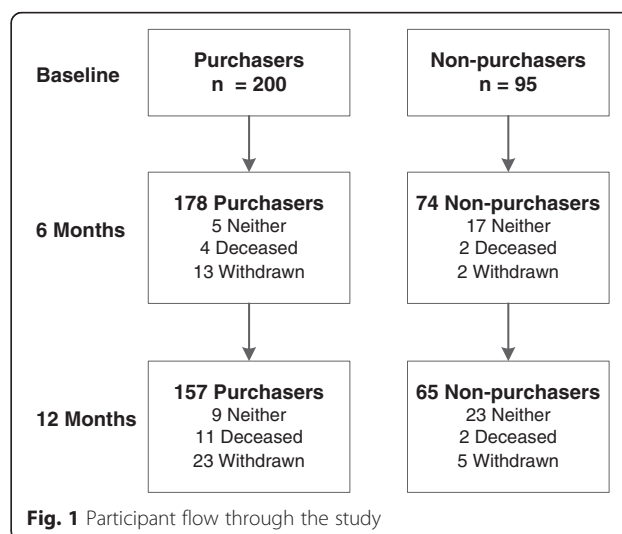 Baseline
Purchasers
n = 200
Non-purchasers
n = 95
6 Months
178 Purchasers
5 Neither
4 Deceased
13 Withdrawn
74 Non-purchasers
17 Neither
2 Deceased
2 Withdrawn
12 Months
157 Purchasers
9 Neither
11 Deceased
23 Withdrawn
65 Non-purchasers
23 Neither
2 Deceased
5 Withdrawn
Fig. 1 Participant flow through the study